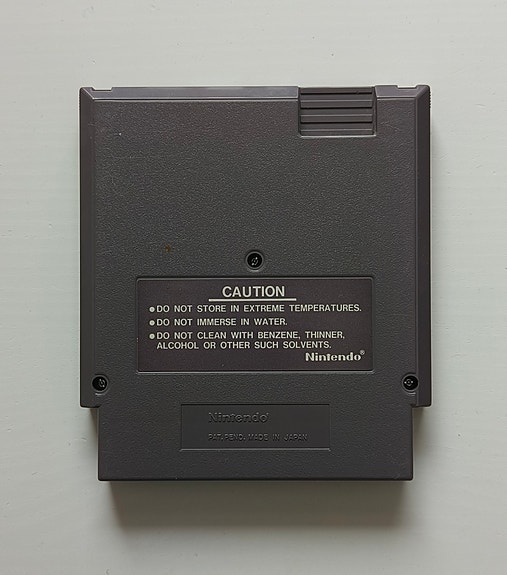 CAUTION
●DO NOT STORE IN EXTREME TEMPERATURES.
●DO NOT IMMERSE IN WATER.
●DO NOT CLEAN WITH BENZENE, THINNER,
ALCOHOL OR OTHER SUCH SOLVENTS.
Nintendo®
Nintendo
PAT. PEND. MADE IN JAPAN